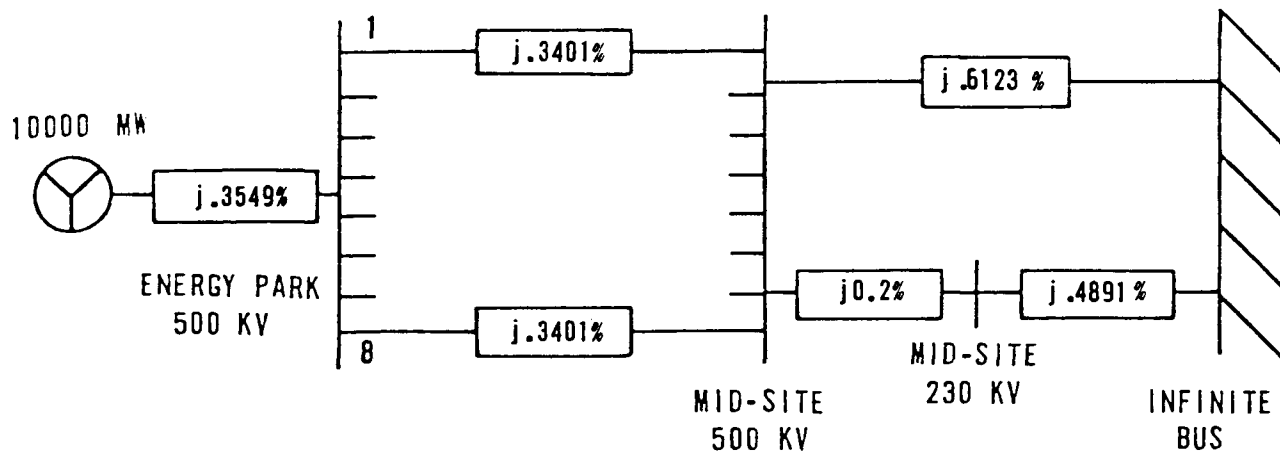 1
j.3401%
j.6123 %
10000 MW
j.3549%
ENERGY PARK
500 KV
j0.2%
j.4891%
8
j.3401%
MID-SITE
230 KV
MID-SITE
500 KV
INFINITE
BUS